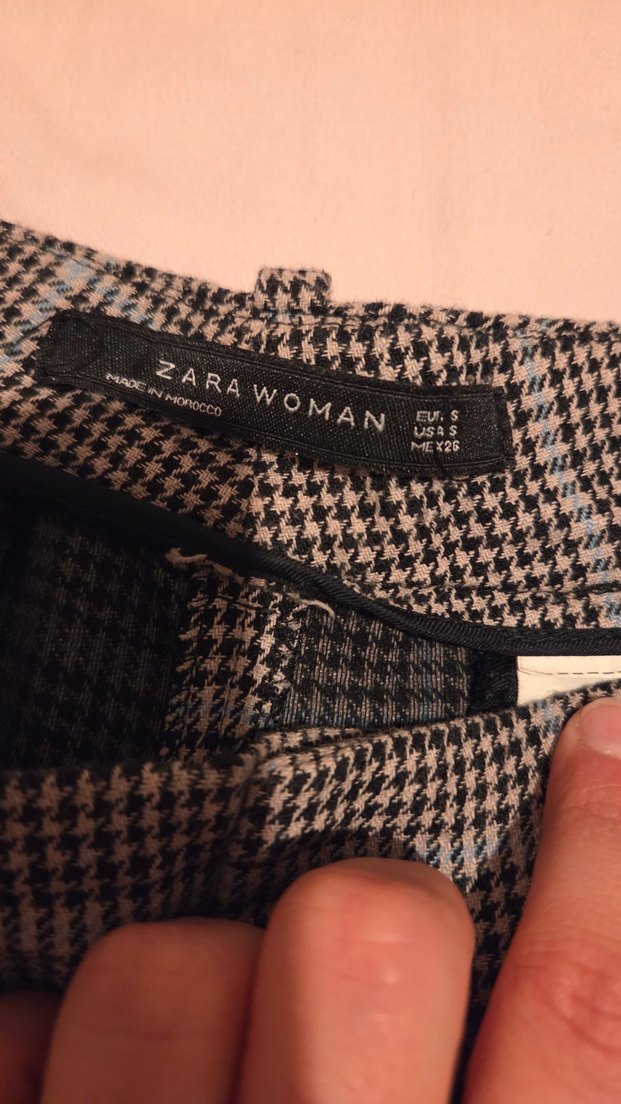 ZARA WOMAN
MADE IN MOROCCO
EUR S
USA S
MEX 26